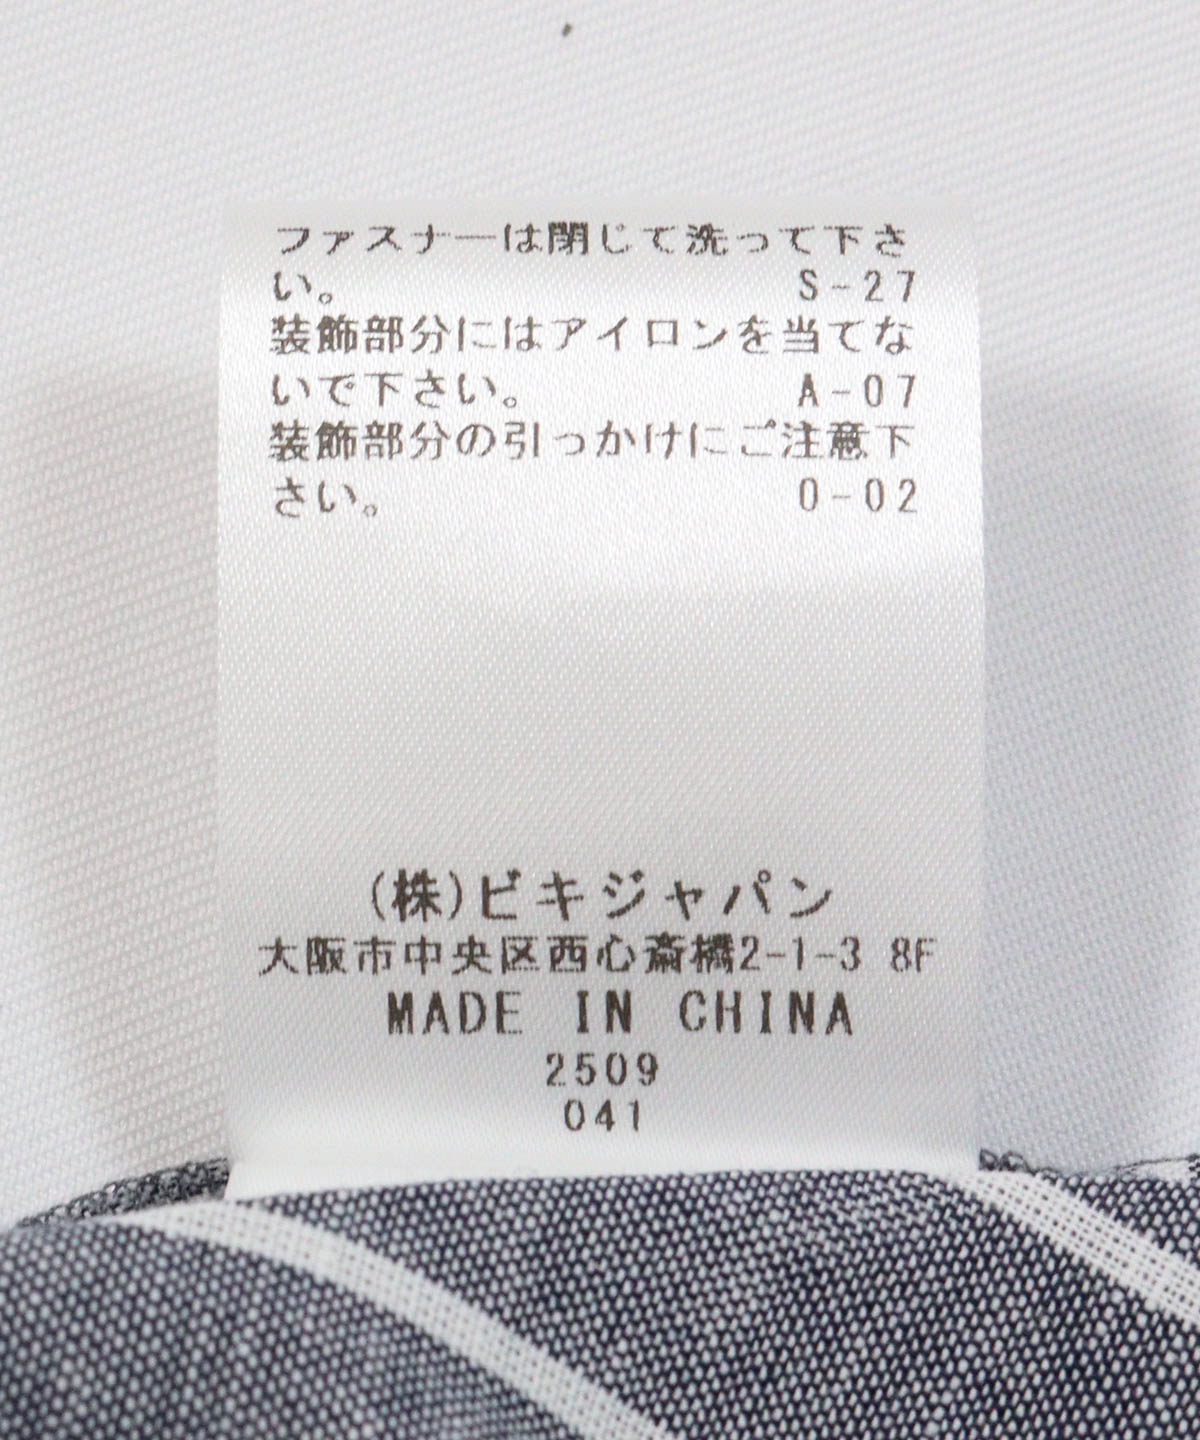 ファスナーは閉じて洗って下さ
い。 S-27
装飾部分にはアイロンを当てな
いで下さい。 A-07
装飾部分の引っかけにご注意下
さい。 0-02
(株)ビキジャパン
大阪市中央区西心斎橋2-1-3 8F
MADE IN CHINA
2509
041